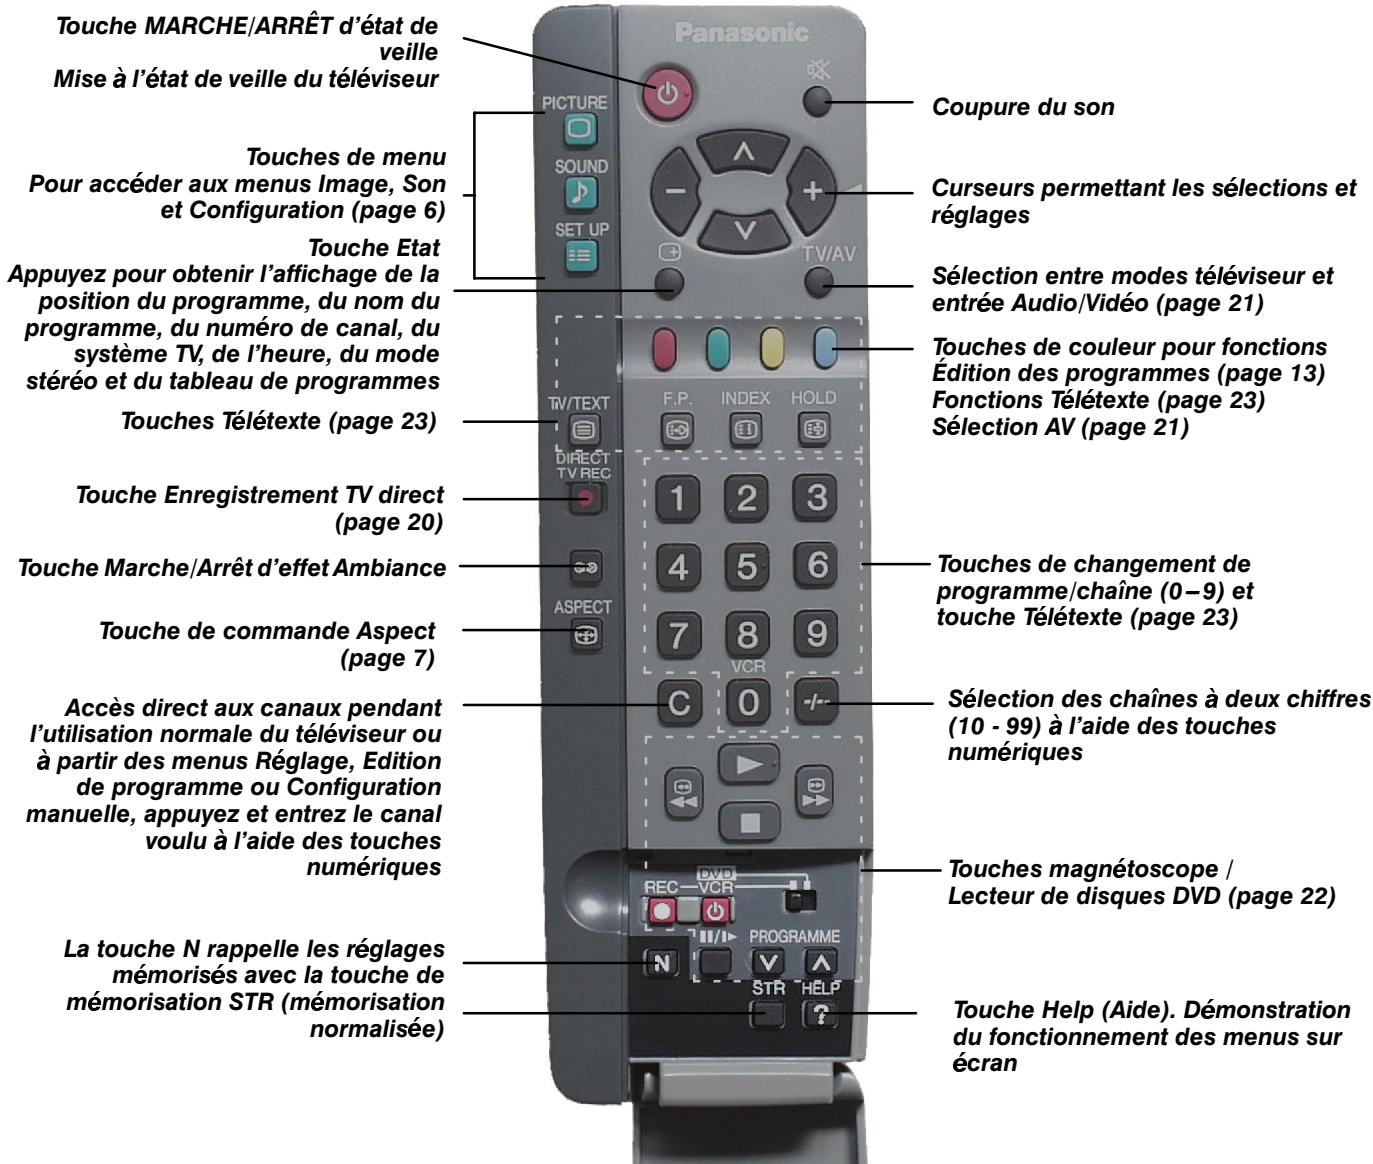 Touche MARCHE/ARRÊT d'état de
veille
Mise à l'état de veille du téléviseur
Touches de menu
Pour accéder aux menus Image, Son
et Configuration (page 6)
Touche Etat
Appuyez pour obtenir l'affichage de la
position du programme, du nom du
programme, du numéro de canal, du
système TV, de l'heure, du mode
stéréo et du tableau de programmes
Touches Télétexte (page 23)
Touche Enregistrement TV direct
(page 20)
Touche Marche/Arrêt d'effet Ambiance
Touche de commande Aspect
(page 7)
Accès direct aux canaux pendant
l'utilisation normale du téléviseur ou
à partir des menus Réglage, Edition
de programme ou Configuration
manuelle, appuyez et entrez le canal
voulu à l'aide des touches
numériques
La touche N rappelle les réglages
mémorisés avec la touche de
mémorisation STR (mémorisation
normalisée)
Panasonic
PICTURE
SOUND
SET UP
TV/AV
F.P. INDEX HOLD
TV/TEXT
DIRECT
TV REC
1 2 3
4 5 6
ASPECT
7 8 9
VCR
C 0 -/--
DVD
REC VCR
PROGRAMME
N
STR HELP
?
Coupure du son
Curseurs permettant les sélections et
réglages
Sélection entre modes téléviseur et
entrée Audio/Vidéo (page 21)
Touches de couleur pour fonctions
Édition des programmes (page 13)
Fonctions Télétexte (page 23)
Sélection AV (page 21)
Touches de changement de
programme/chaîne (0–9) et
touche Télétexte (page 23)
Sélection des chaînes à deux chiffres
(10 - 99) à l'aide des touches
numériques
Touches magnétoscope /
Lecteur de disques DVD (page 22)
Touche Help (Aide). Démonstration
du fonctionnement des menus sur
écran